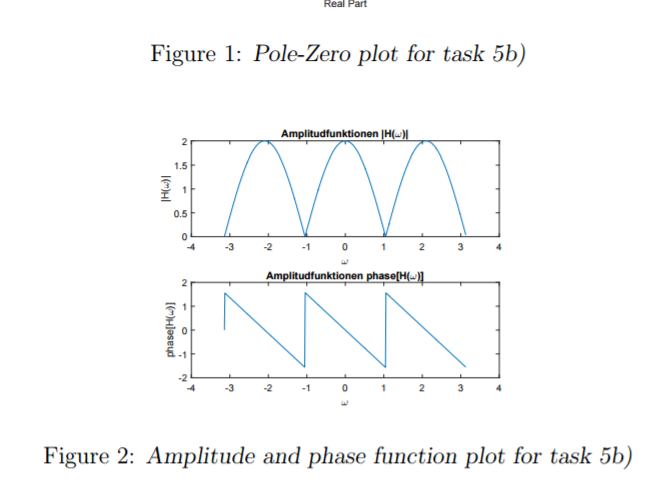 Real Part
Figure 1: Pole-Zero plot for task 5b)
Amplitudfunktionen |H(ω)|
|H(ω)|
2
1.5
1
0.5
0
-4 -3 -2 -1 0 1 2 3 4
ω
Amplitudfunktionen phase[H(ω)]
phase[H(ω)]
2
1
0
-1
-2
-4 -3 -2 -1 0 1 2 3 4
ω
Figure 2: Amplitude and phase function plot for task 5b)